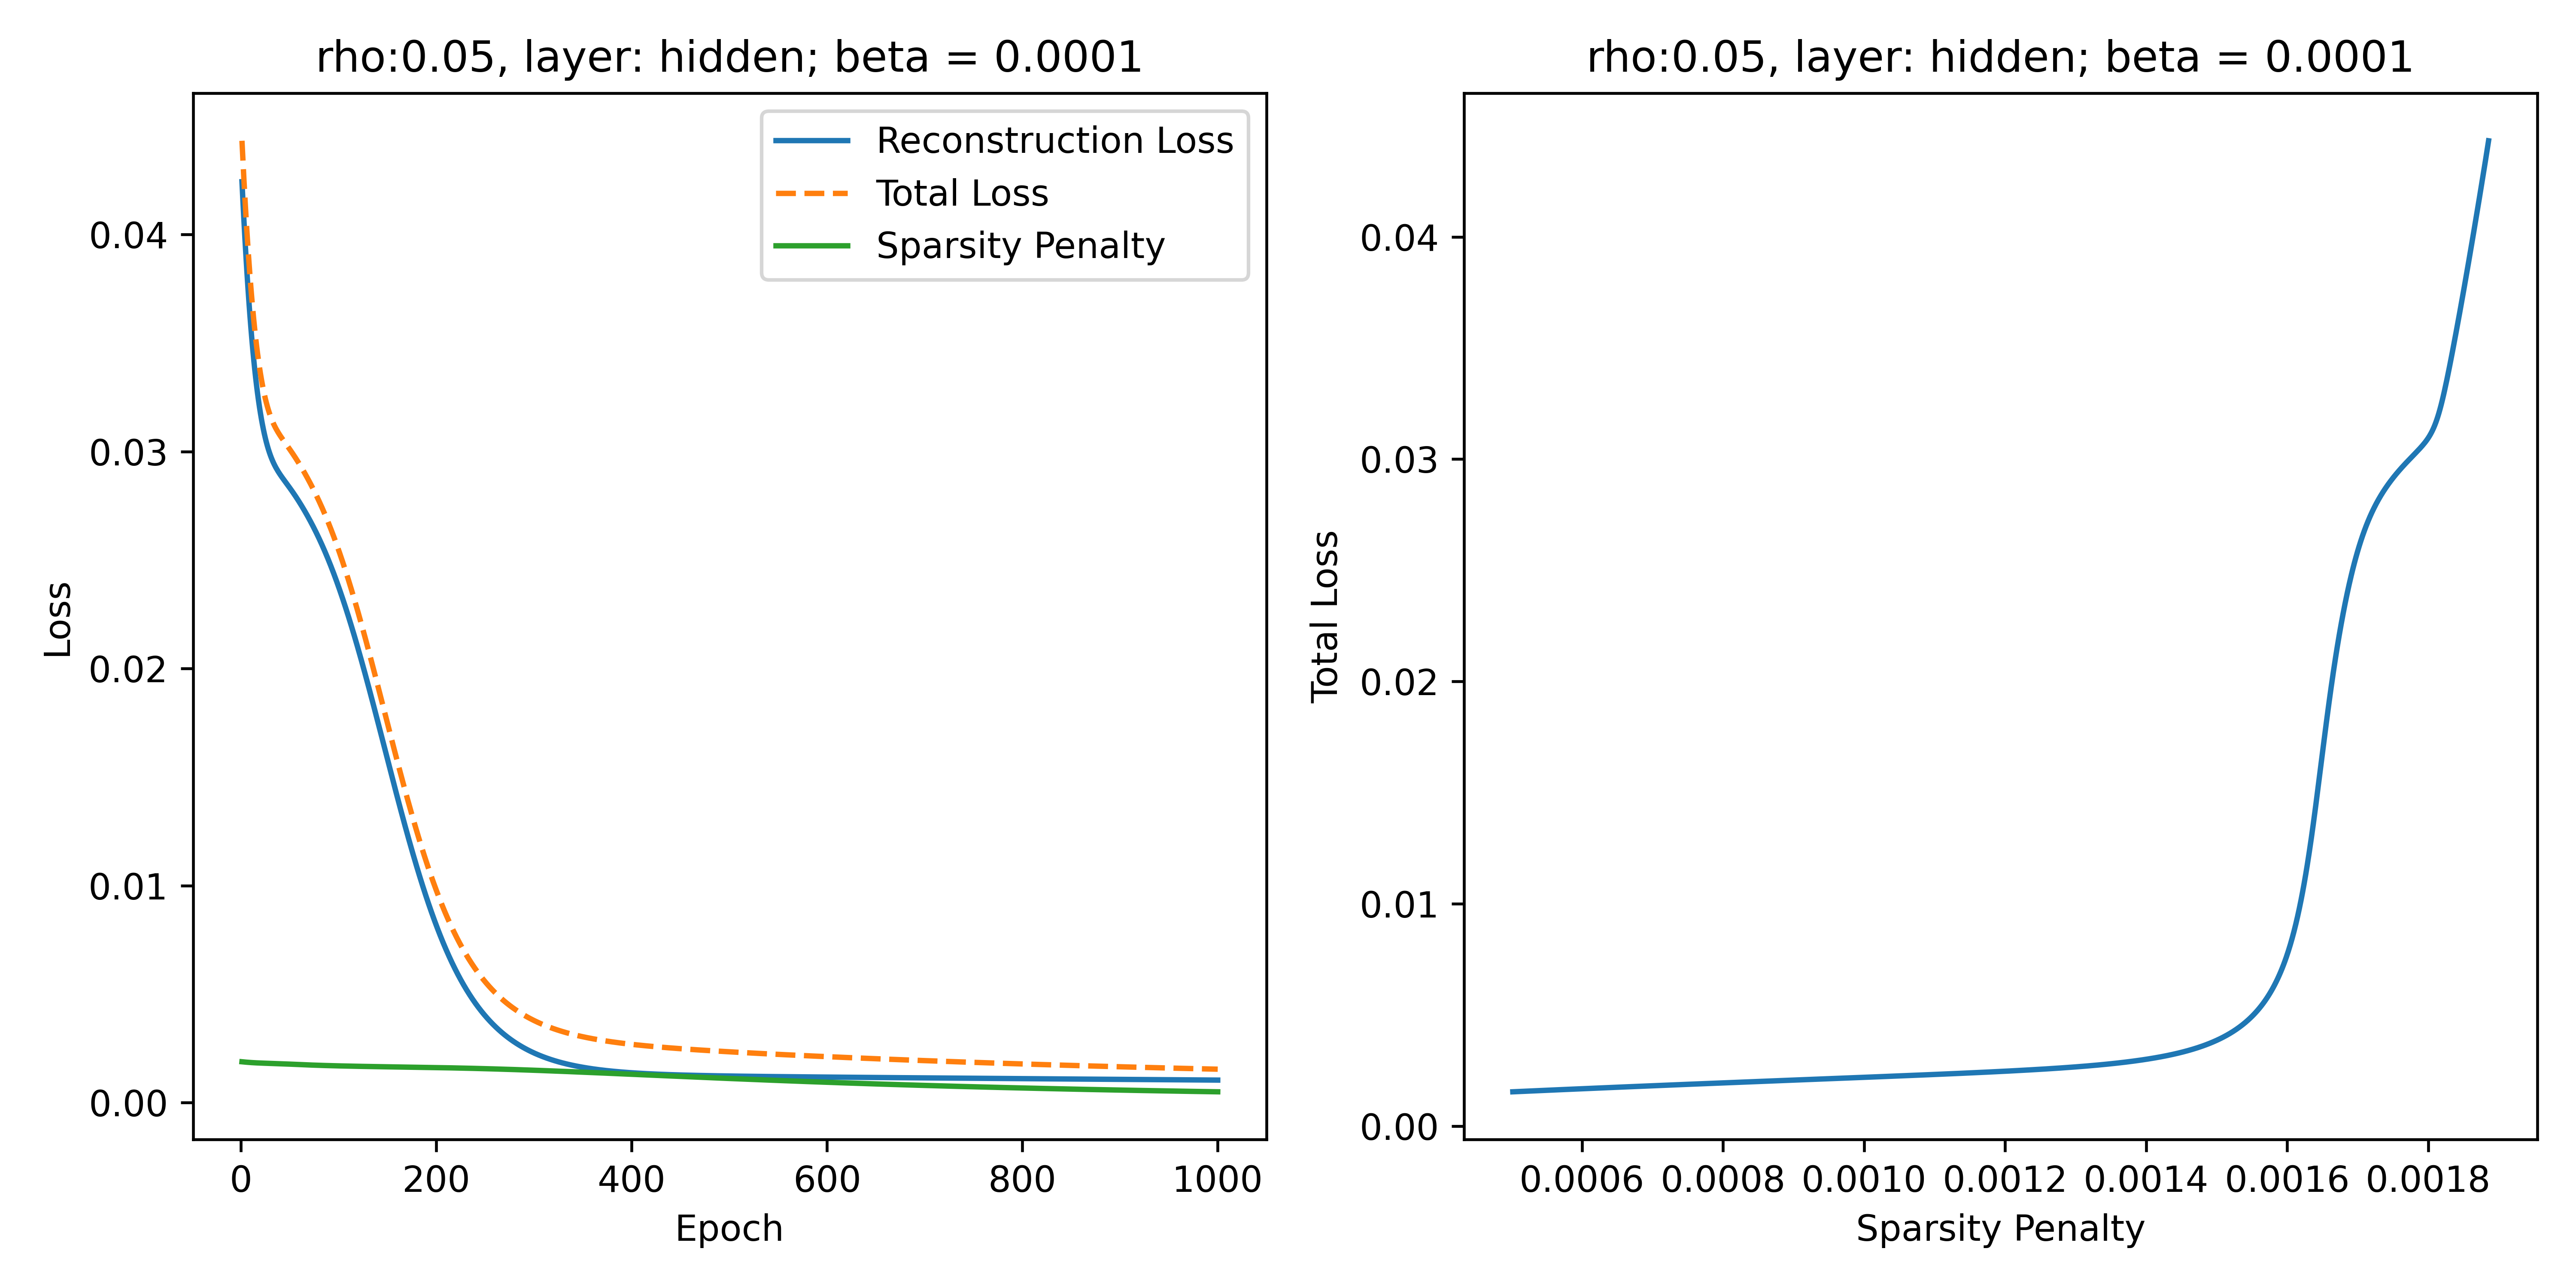 rho:0.05, layer: hidden; beta = 0.0001
Reconstruction Loss
Total Loss
Sparsity Penalty
Loss
0.04
0.03
0.02
0.01
0.00
0 200 400 600 800 1000
Epoch
rho:0.05, layer: hidden; beta = 0.0001
Total Loss
0.04
0.03
0.02
0.01
0.00
0.0006 0.0008 0.0010 0.0012 0.0014 0.0016 0.0018
Sparsity Penalty